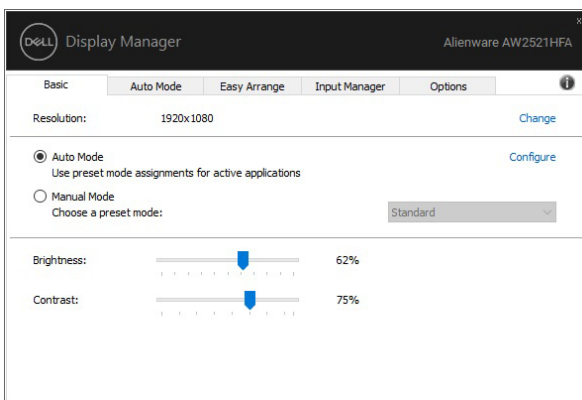 DELL Display Manager Alienware AW2521HFA
Basic Auto Mode Easy Arrange Input Manager Options
Resolution: 1920x1080 Change
Auto Mode Configure
Use preset mode assignments for active applications
Manual Mode
Choose a preset mode: Standard
Brightness: 62%
Contrast: 75%